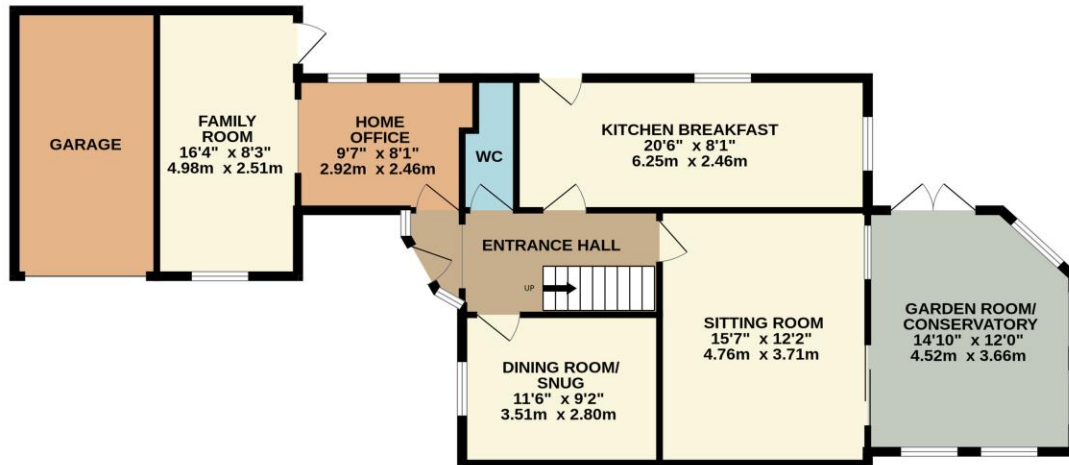 GARAGE
FAMILY
ROOM
16'4" x 8'3"
4.98m x 2.51m
HOME
OFFICE
9'7" x 8'1"
2.92m x 2.46m
WC
KITCHEN BREAKFAST
20'6" x 8'1"
6.25m x 2.46m
ENTRANCE HALL
UP
DINING ROOM/
SNUG
11'6" x 9'2"
3.51m x 2.80m
SITTING ROOM
15'7" x 12'2"
4.76m x 3.71m
GARDEN ROOM/
CONSERVATORY
14'10" x 12'0"
4.52m x 3.66m